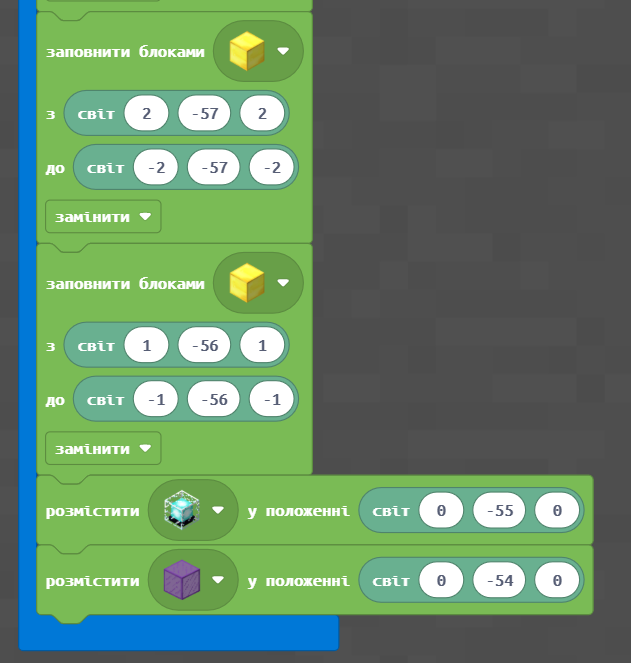 заповнити блоками
з світ 2 -57 2
до світ -2 -57 -2
замінити
заповнити блоками
з світ 1 -56 1
до світ -1 -56 -1
замінити
розмістити у положенні світ 0 -55 0
розмістити у положенні світ 0 -54 0